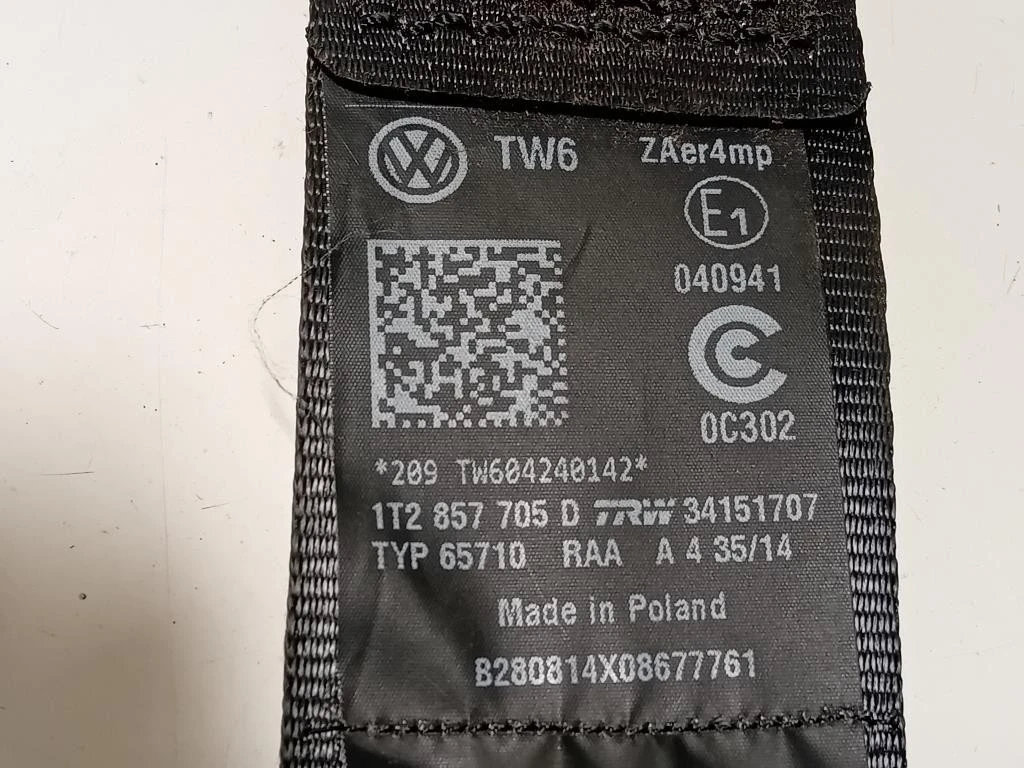 TW6 ZAer4mp
E1
040941
0C302
*209 TW604240142*
1T2 857 705 D TRW 34151707
TYP 65710 RAA A 4 35/14
Made in Poland
B280814X08677761